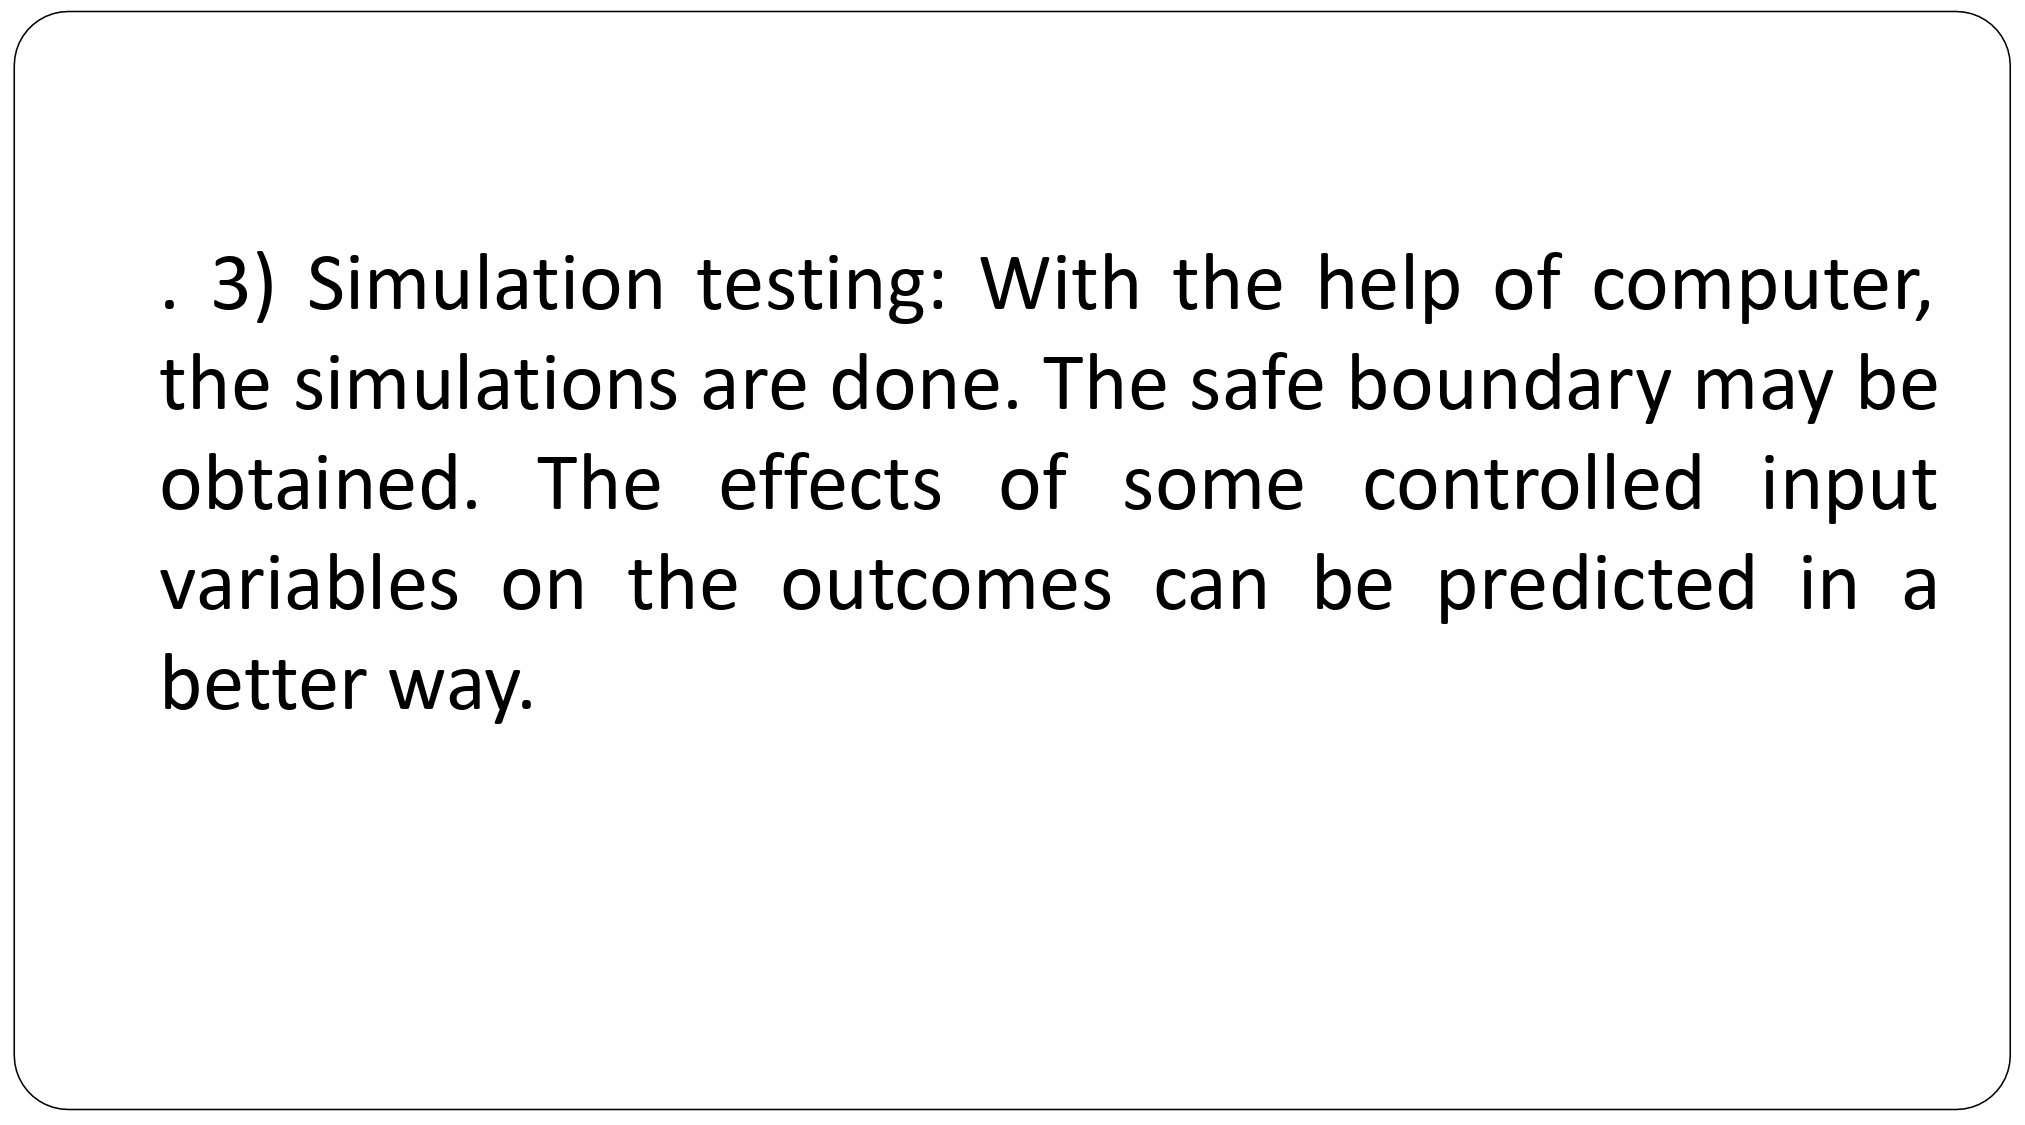 . 3) Simulation testing: With the help of computer,
the simulations are done. The safe boundary may be
obtained. The effects of some controlled input
variables on the outcomes can be predicted in a
better way.